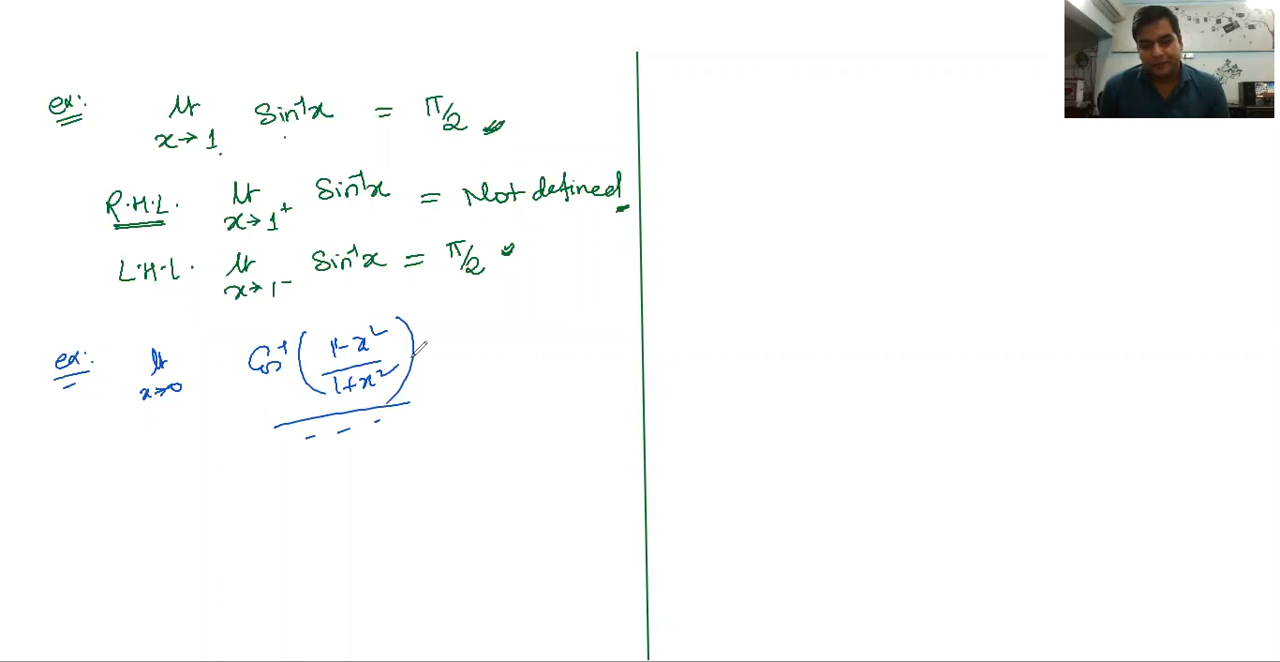 ex: lt x→1 Sin⁻¹x = π/2
R.H.L. lt x→1⁺ Sin⁻¹x = Not defined
L.H.L. lt x→1⁻ Sin⁻¹x = π/2
ex: lt x→0 Cos⁻¹(1-x²/1+x²)